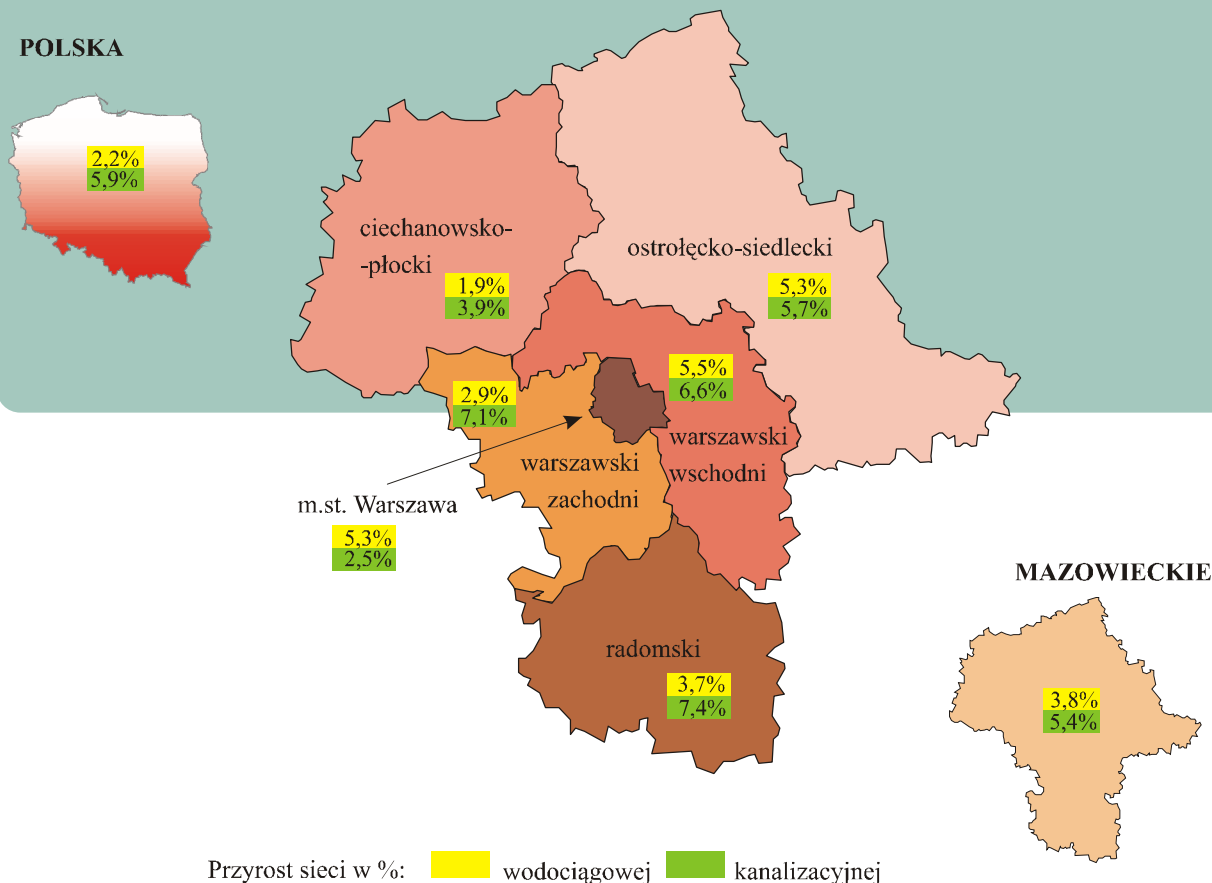 POLSKA
2,2%
5,9%
ciechanowsko-
-płocki
1,9%
3,9%
ostrołęcko-siedlecki
5,3%
5,7%
5,5%
6,6%
warszawski
wschodni
2,9%
7,1%
warszawski
zachodni
m.st. Warszawa
5,3%
2,5%
radomski
3,7%
7,4%
MAZOWIECKIE
3,8%
5,4%
Przyrost sieci w %: wodociągowej kanalizacyjnej